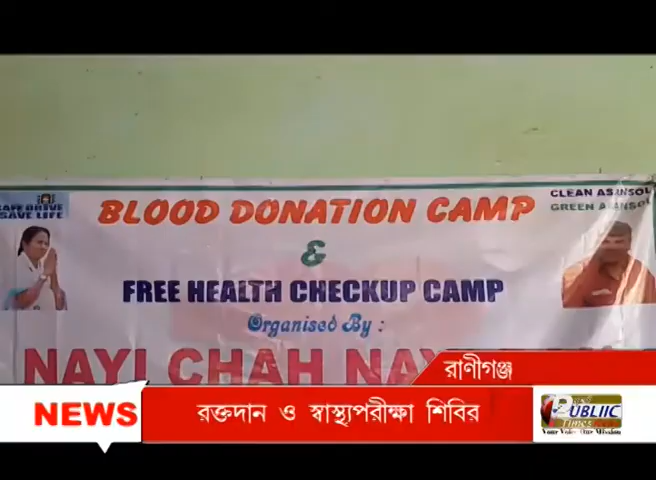 SAFE DRIVE
SAVE LIFE
BLOOD DONATION CAMP
CLEAN ASANSOL
GREEN ASANSOL
&
FREE HEALTH CHECKUP CAMP
Organised By :
NAYI CHAH NAY
রাণীগঞ্জ
NEWS
রক্তদান ও স্বাস্থ্যপরীক্ষা শিবির
PUBLIIC
Your Voice Our Mission